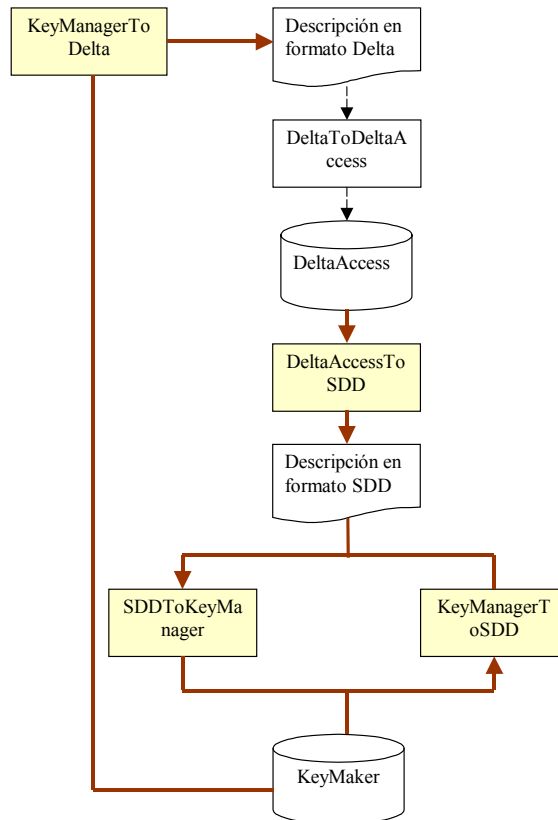 KeyManagerTo
Delta
Descripción en
formato Delta
DeltaToDeltaA
ccess
DeltaAccess
DeltaAccessTo
SDD
Descripción en
formato SDD
SDDToKeyMa
nager
KeyManagerT
oSDD
KeyMaker